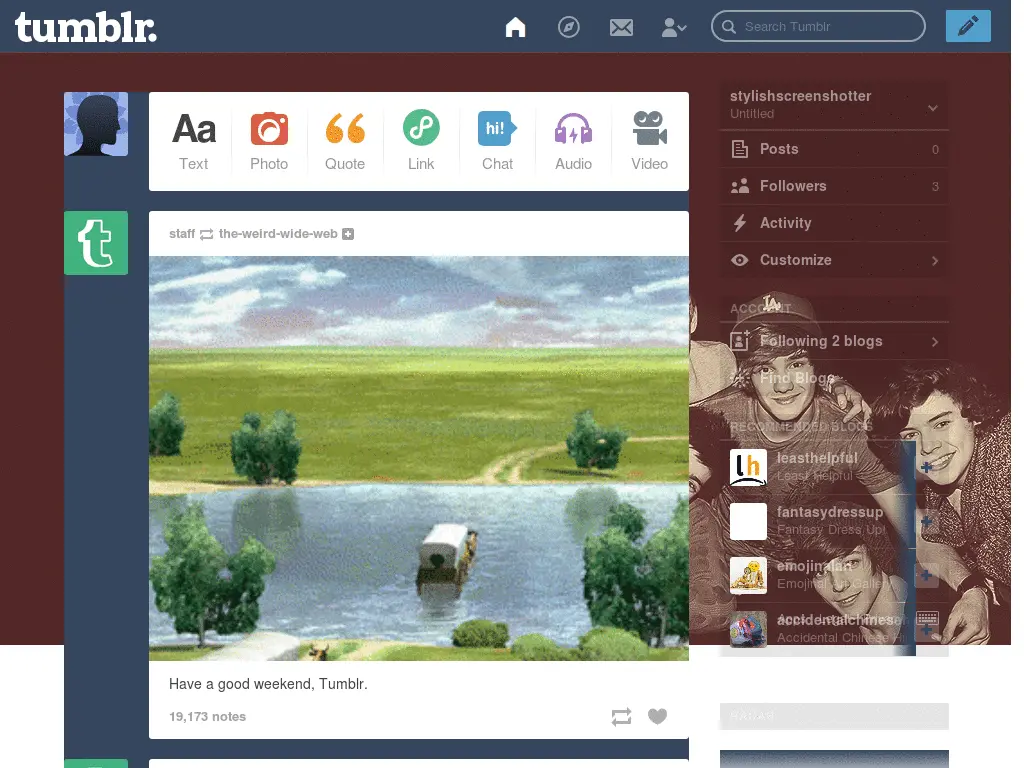 tumblr.
Search Tumblr
Aa
Text
Photo
Quote
Link
hi!
Chat
Audio
Video
staff the-weird-wide-web
Have a good weekend, Tumblr.
19,173 notes
stylishscreenshotter
Untitled
Posts 0
Followers 3
Activity
Customize
ACCOUNT
LA
Following 2 blogs
Find Blogs
RECOMMENDED BLOGS
lh
leasthelpful
Least Helpful
fantasydressup
Fantasy Dress Up!
emojinalart
Emojinal Art Gallery
accidentalchinese
Accidental Chinese
RADAR